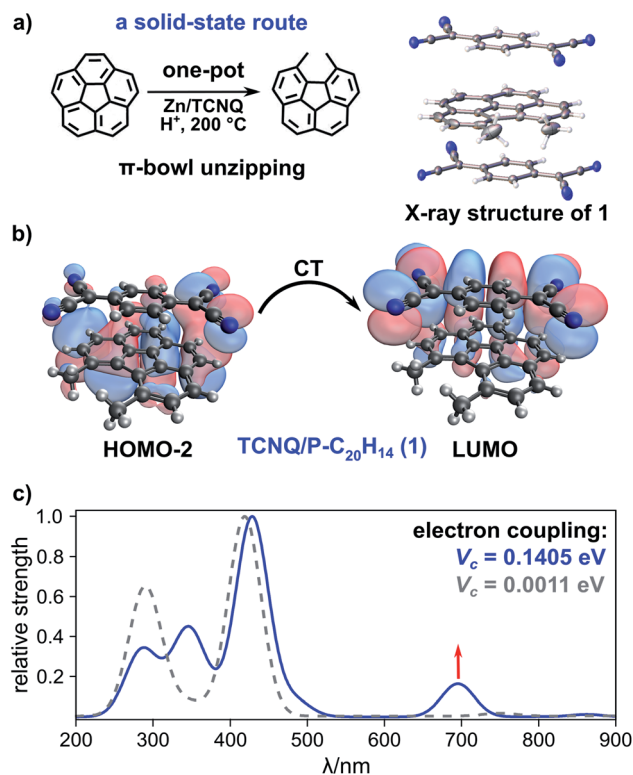 a) a solid-state route
one-pot
Zn/TCNQ
H⁺, 200 °C
π-bowl unzipping
X-ray structure of 1
b)
CT
HOMO-2 TCNQ/P-C₂₀H₁₄ (1) LUMO
c)
electron coupling:
V_c = 0.1405 eV
V_c = 0.0011 eV
relative strength
1.0
0.8
0.6
0.4
0.2
200 300 400 500 600 700 800 900
λ/nm